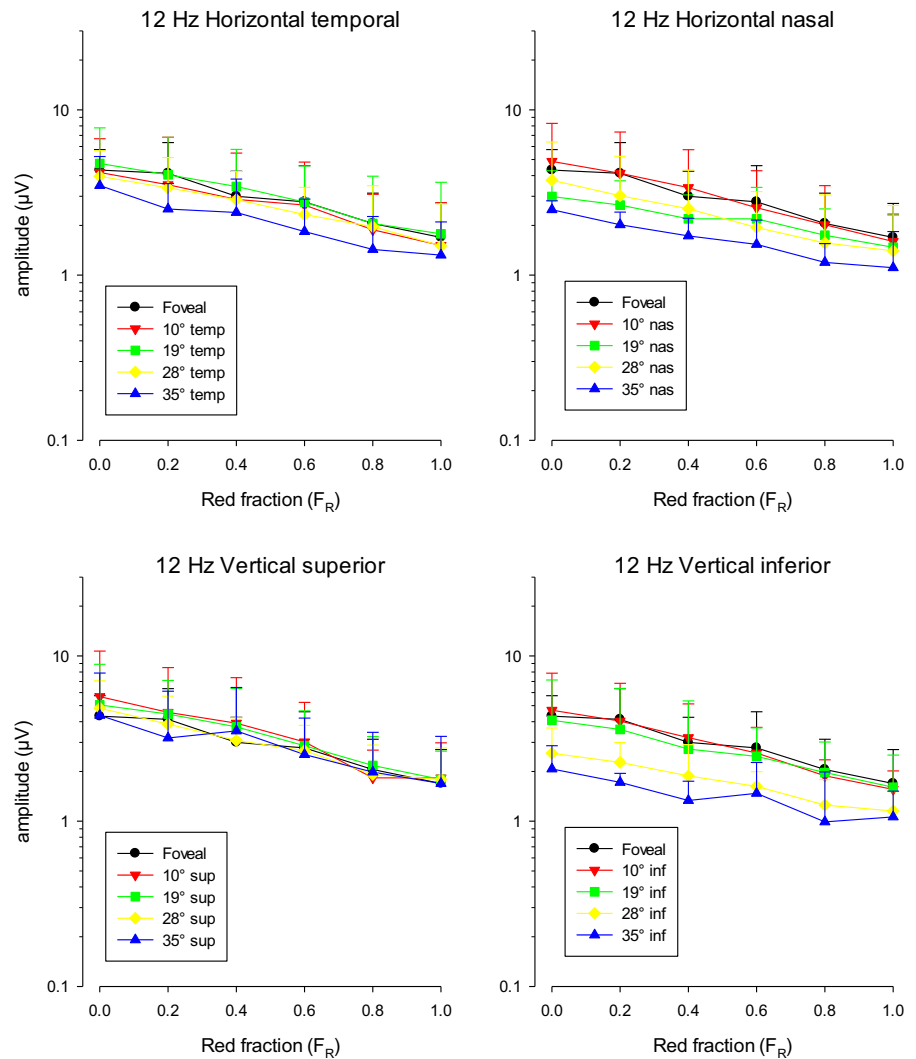 12 Hz Horizontal temporal
amplitude (µV)
10
1
0.1
Foveal
10° temp
19° temp
28° temp
35° temp
0.0 0.2 0.4 0.6 0.8 1.0
Red fraction (F_R)
12 Hz Horizontal nasal
10
1
0.1
Foveal
10° nas
19° nas
28° nas
35° nas
0.0 0.2 0.4 0.6 0.8 1.0
Red fraction (F_R)
12 Hz Vertical superior
amplitude (µV)
10
1
0.1
Foveal
10° sup
19° sup
28° sup
35° sup
0.0 0.2 0.4 0.6 0.8 1.0
Red fraction (F_R)
12 Hz Vertical inferior
10
1
0.1
Foveal
10° inf
19° inf
28° inf
35° inf
0.0 0.2 0.4 0.6 0.8 1.0
Red fraction (F_R)